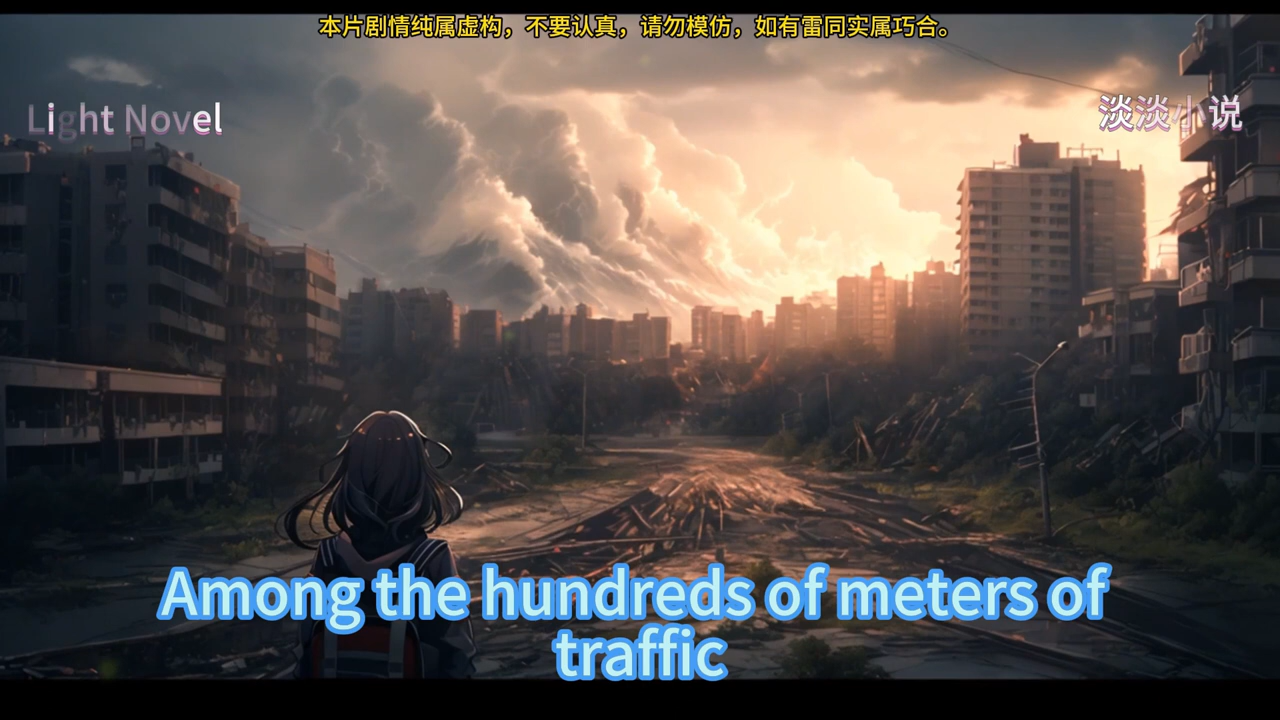 本片剧情纯属虚构，不要认真，请勿模仿，如有雷同实属巧合。
Light Novel
淡淡小说
Among the hundreds of meters of
traffic